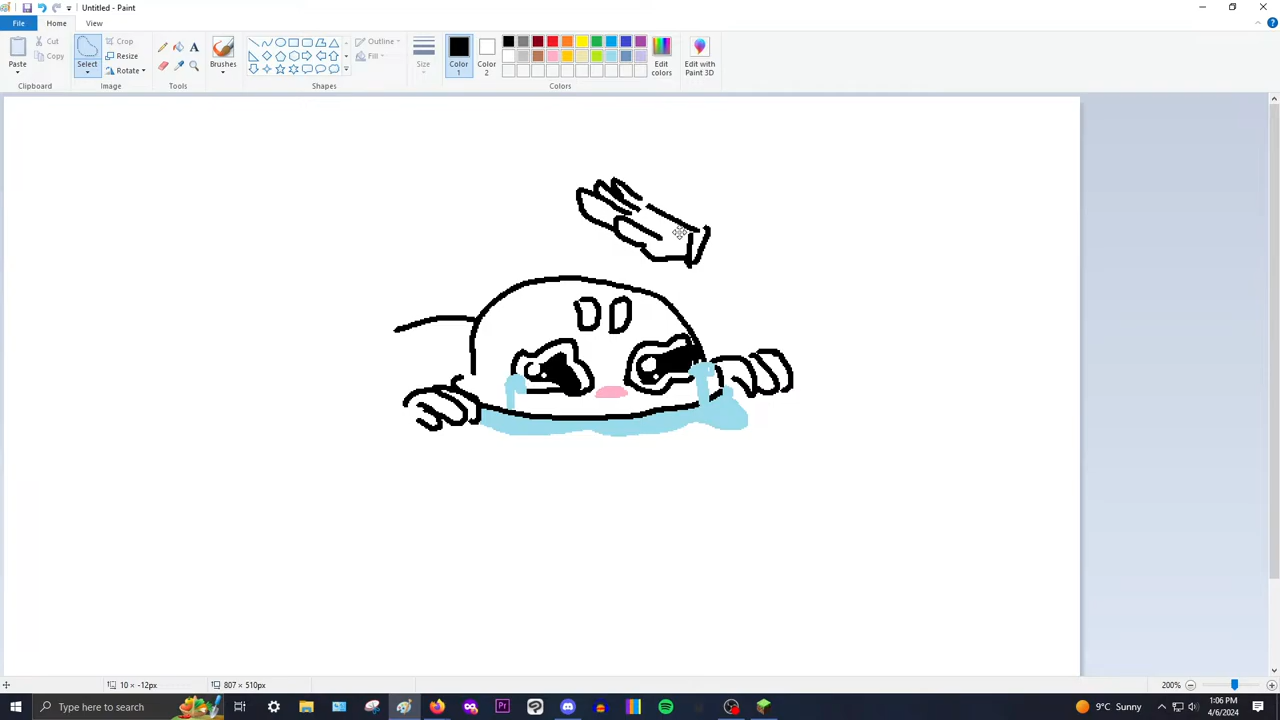 Untitled - Paint
File Home View
Paste
Cut
Copy
Clipboard
Select
Crop
Resize
Rotate
Image
A
Tools
Brushes
Outline
Fill
Shapes
Size
Color 1
Color 2
Colors
Edit colors
Edit with Paint 3D
10 × -12px
807 × 510px
200%
Type here to search
Pr
9°C Sunny
1:06 PM
4/6/2024